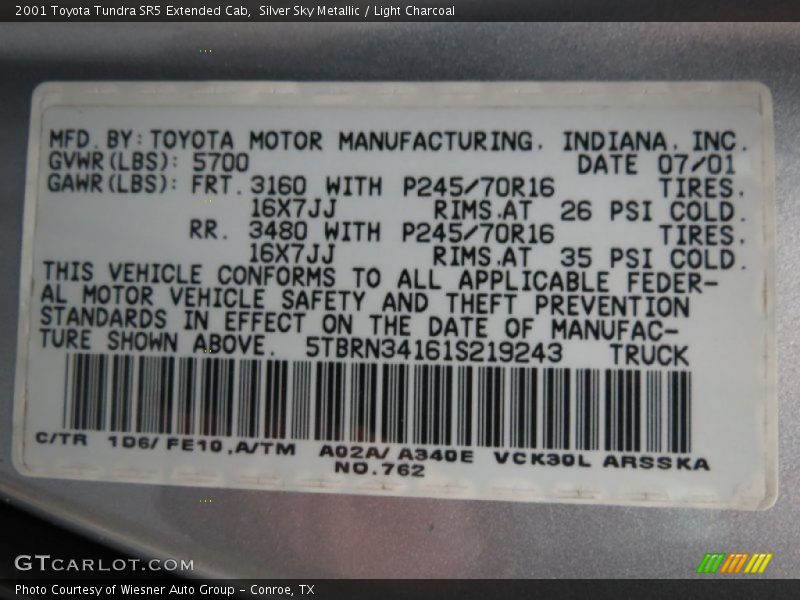 2001 Toyota Tundra SR5 Extended Cab, Silver Sky Metallic / Light Charcoal
MFD. BY: TOYOTA MOTOR MANUFACTURING, INDIANA, INC.
GVWR(LBS): 5700 DATE 07/01
GAWR(LBS): FRT. 3160 WITH P245/70R16 TIRES,
16X7JJ RIMS,AT 26 PSI COLD.
RR. 3480 WITH P245/70R16 TIRES,
16X7JJ RIMS,AT 35 PSI COLD.
THIS VEHICLE CONFORMS TO ALL APPLICABLE FEDER-
AL MOTOR VEHICLE SAFETY AND THEFT PREVENTION
STANDARDS IN EFFECT ON THE DATE OF MANUFAC-
TURE SHOWN ABOVE. 5TBRN34161S219243 TRUCK
C/TR 1D6/FE10,A/TM A02A/A340E VCK30L ARSSKA
NO.762
GTCARLOT.COM
Photo Courtesy of Wiesner Auto Group - Conroe, TX